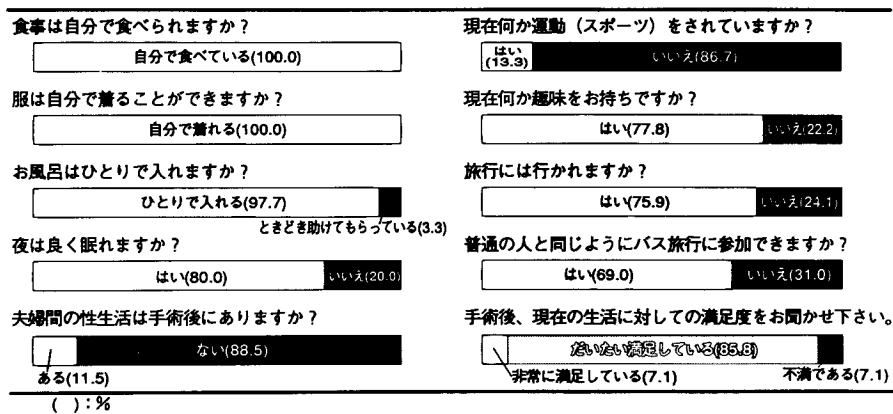 食事は自分で食べられますか？
自分で食べている(100.0)
服は自分で着ることができますか？
自分で着れる(100.0)
お風呂はひとりで入れますか？
ひとりで入れる(97.7)
ときどき助けてもらっている(3.3)
夜は良く眠れますか？
はい(80.0)
いいえ(20.0)
夫婦間の性生活は手術後にありますか？
ない(88.5)
ある(11.5)
現在何か運動（スポーツ）をされていますか？
はい
(13.3)
いいえ(86.7)
現在何か趣味をお持ちですか？
はい(77.8)
いいえ(22.2)
旅行には行かれますか？
はい(75.9)
いいえ(24.1)
普通の人と同じようにバス旅行に参加できますか？
はい(69.0)
いいえ(31.0)
手術後、現在の生活に対しての満足度をお聞かせ下さい。
だいたい満足している(85.8)
非常に満足している(7.1)
不満である(7.1)
( )：%